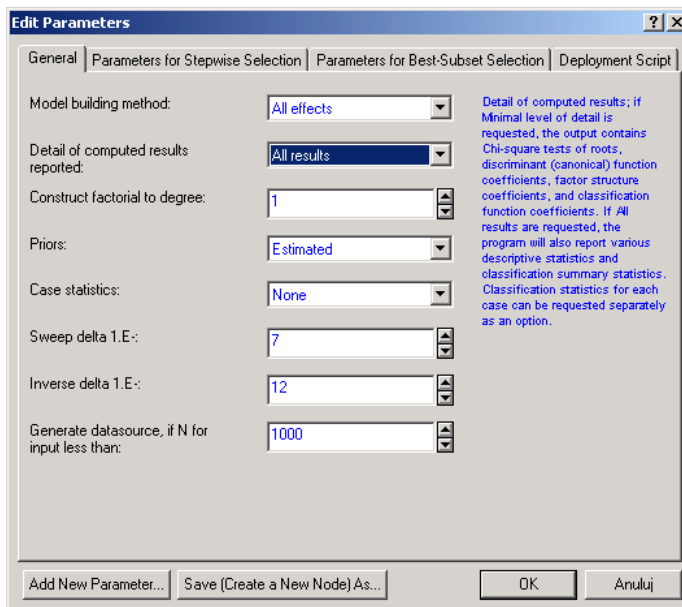 Edit Parameters
General
Parameters for Stepwise Selection
Parameters for Best-Subset Selection
Deployment Script
Model building method:
All effects
Detail of computed results
reported:
All results
Construct factorial to degree:
1
Priors:
Estimated
Case statistics:
None
Sweep delta 1.E-:
7
Inverse delta 1.E-:
12
Generate datasource, if N for
input less than:
1000
Detail of computed results; if
Minimal level of detail is
requested, the output contains
Chi-square tests of roots,
discriminant (canonical) function
coefficients, factor structure
coefficients, and classification
function coefficients. If All
results are requested, the
program will also report various
descriptive statistics and
classification summary statistics.
Classification statistics for each
case can be requested separately
as an option.
Add New Parameter...
Save (Create a New Node) As...
OK
Anuluj